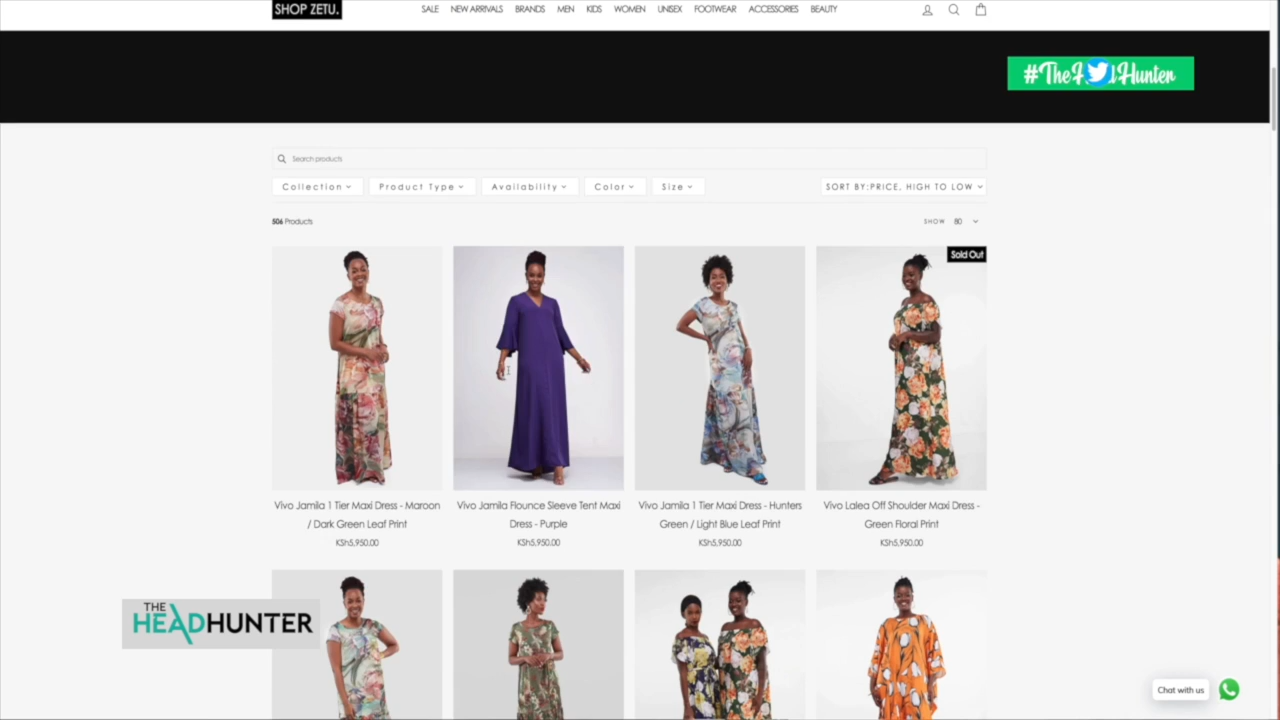 SHOP ZETU.
SALE NEW ARRIVALS BRANDS MEN KIDS WOMEN UNISEX FOOTWEAR ACCESSORIES BEAUTY
Search products
Collection Product Type Availability Color Size SORT BY:PRICE, HIGH TO LOW
506 Products SHOW 80
Sold Out
Vivo Jamila 1 Tier Maxi Dress - Maroon
/ Dark Green Leaf Print
KSh5,950.00
Vivo Jamila Flounce Sleeve Tent Maxi
Dress - Purple
KSh5,950.00
Vivo Jamila 1 Tier Maxi Dress - Hunters
Green / Light Blue Leaf Print
KSh5,950.00
Vivo Lalea Off Shoulder Maxi Dress -
Green Floral Print
KSh5,950.00
THE
HEADHUNTER
Chat with us